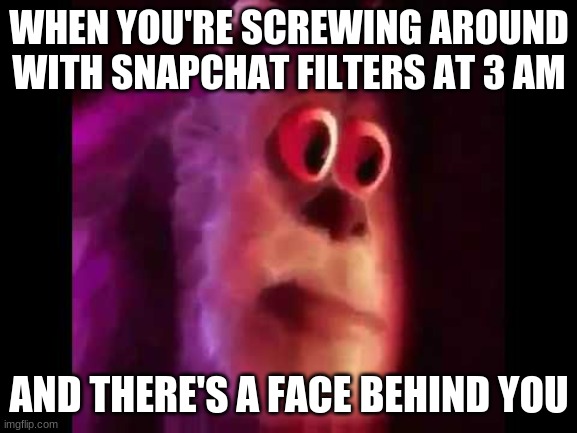 WHEN YOU'RE SCREWING AROUND
WITH SNAPCHAT FILTERS AT 3 AM
AND THERE'S A FACE BEHIND YOU
imgflip.com